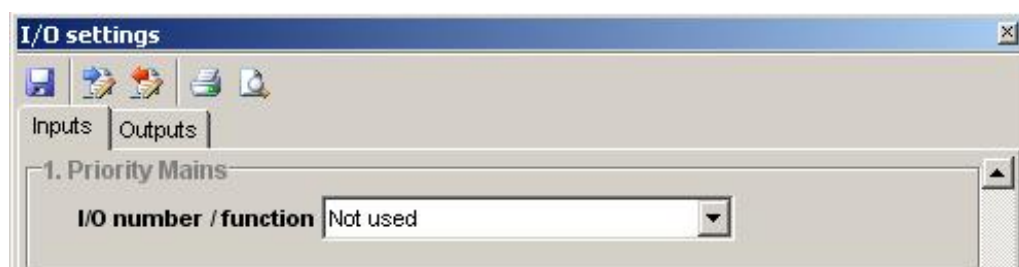 I/O settings
Inputs Outputs
1. Priority Mains
I/O number / function Not used